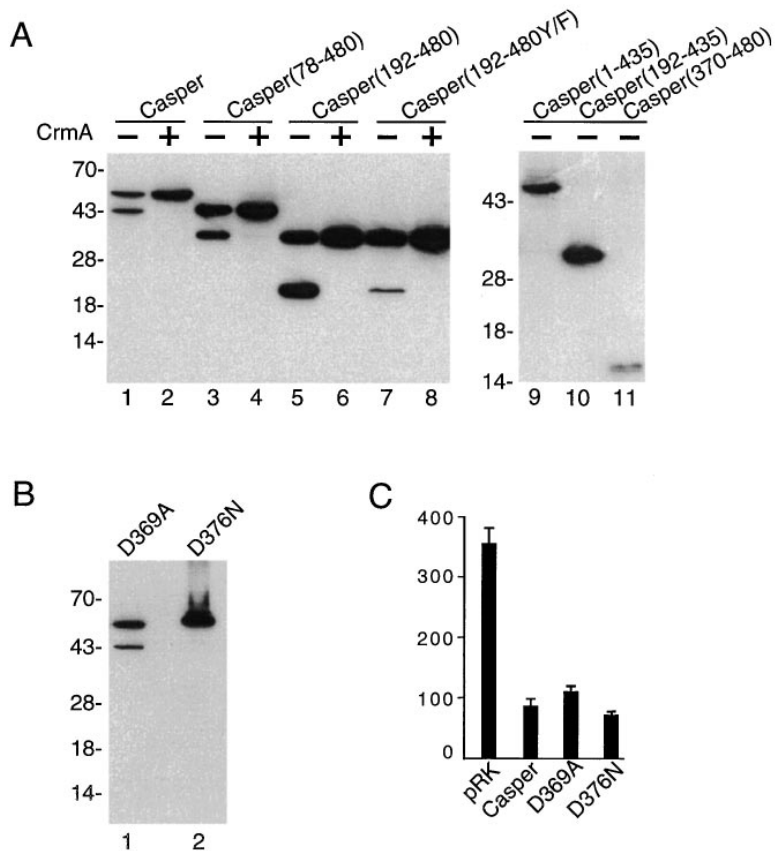 A
Casper
Casper(78-480)
Casper(192-480)
Casper(192-480Y/F)
Casper(1-435)
Casper(192-435)
Casper(370-480)
CrmA
− + − + − + − + − − −
70-
43-
28-
18-
14-
43-
28-
18-
14-
1 2 3 4 5 6 7 8 9 10 11
B
D369A
D376N
70-
43-
28-
18-
14-
1 2
C
400
300
200
100
0
pRK
Casper
D369A
D376N